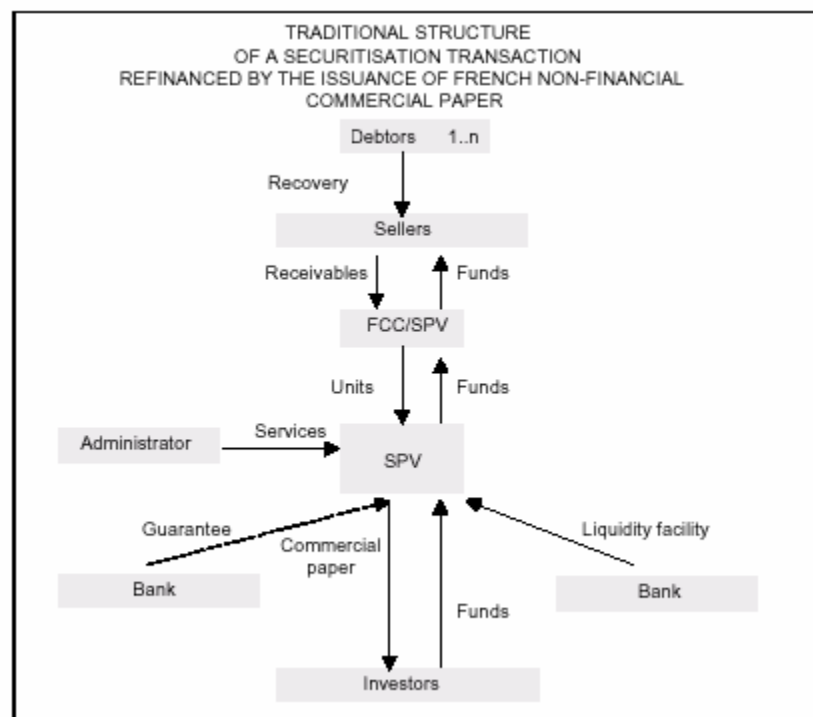 TRADITIONAL STRUCTURE
OF A SECURITISATION TRANSACTION
REFINANCED BY THE ISSUANCE OF FRENCH NON-FINANCIAL
COMMERCIAL PAPER
Debtors 1..n
Recovery
Sellers
Receivables Funds
FCC/SPV
Units Funds
Services
Administrator
SPV
Guarantee
Commercial
paper
Liquidity facility
Bank
Bank
Funds
Investors